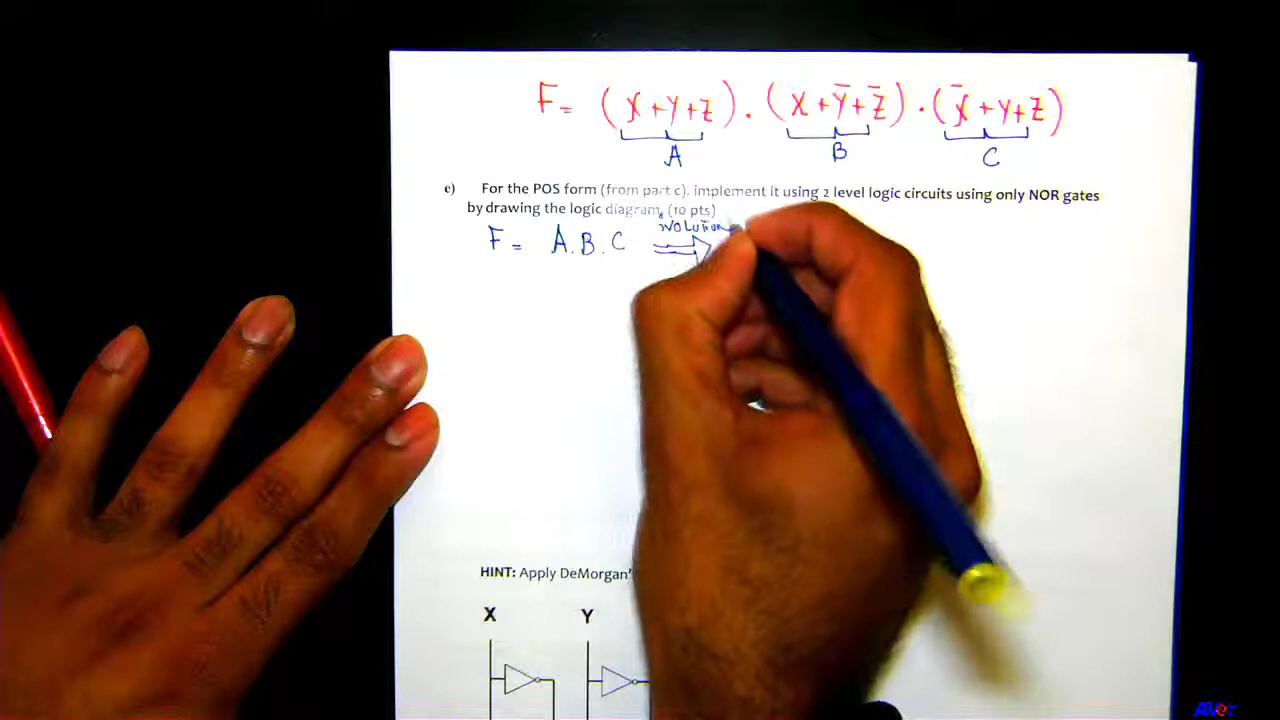 F = (X+Y+Z) . (X+Ȳ+Z̄) . (X̄+Y+Z)
A B C
e) For the POS form (from part c), implement it using 2 level logic circuits using only NOR gates
by drawing the logic diagram. (10 pts)
F = A.B.C
HINT: Apply DeMorgan'
X Y
AVer